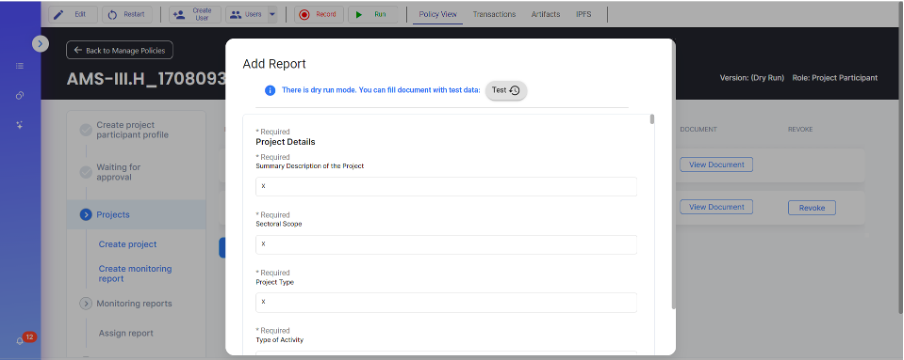 Edit
Restart
Create
User
Users
Record
Run
Policy View
Transactions
Artifacts
IPFS
Back to Manage Policies
AMS-III.H_1708093
Version: (Dry Run) Role: Project Participant
Create project
participant profile
Waiting for
approval
Projects
Create project
Create monitoring
report
Monitoring reports
Assign report
12
Add Report
There is dry run mode. You can fill document with test data:
Test
* Required
Project Details
* Required
Summary Description of the Project
x
* Required
Sectoral Scope
x
* Required
Project Type
x
* Required
Type of Activity
DOCUMENT
REVOKE
View Document
View Document
Revoke